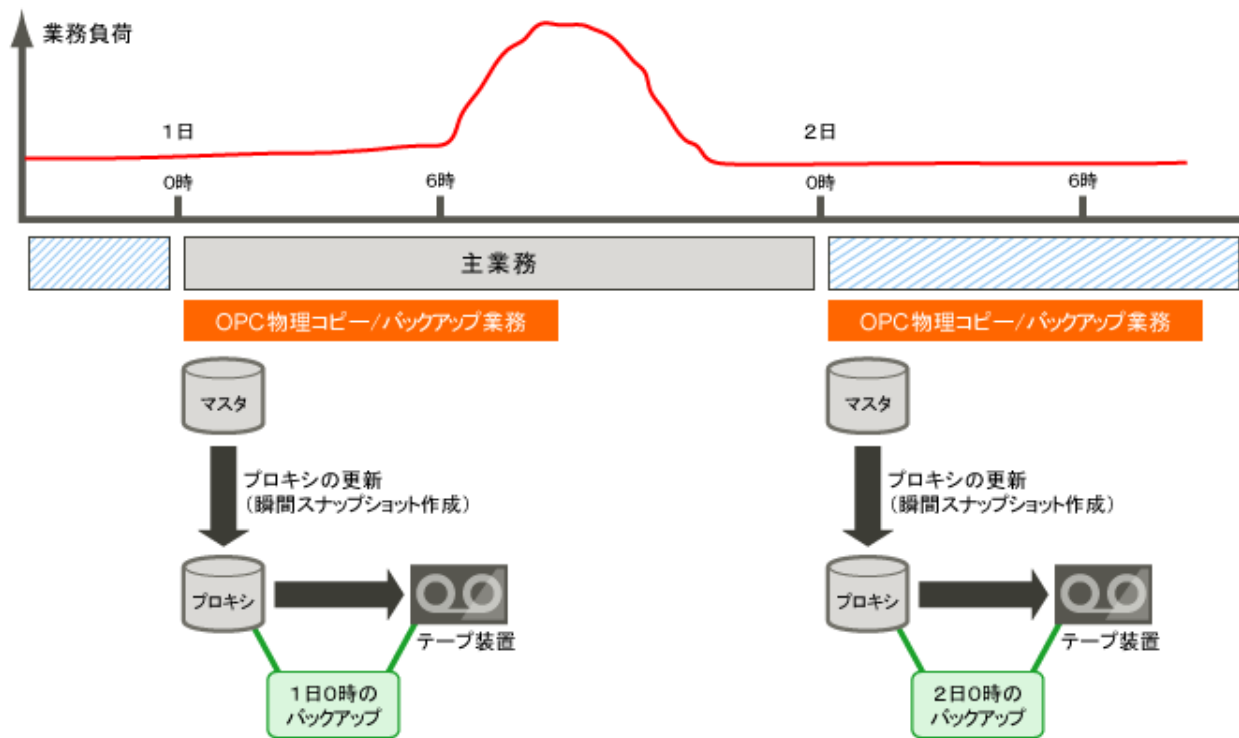 業務負荷
1日
2日
0時
6時
0時
6時
主業務
OPC物理コピー/バックアップ業務
OPC物理コピー/バックアップ業務
マスタ
マスタ
プロキシの更新
(瞬間スナップショット作成)
プロキシの更新
(瞬間スナップショット作成)
プロキシ
テープ装置
プロキシ
テープ装置
1日0時の
バックアップ
2日0時の
バックアップ